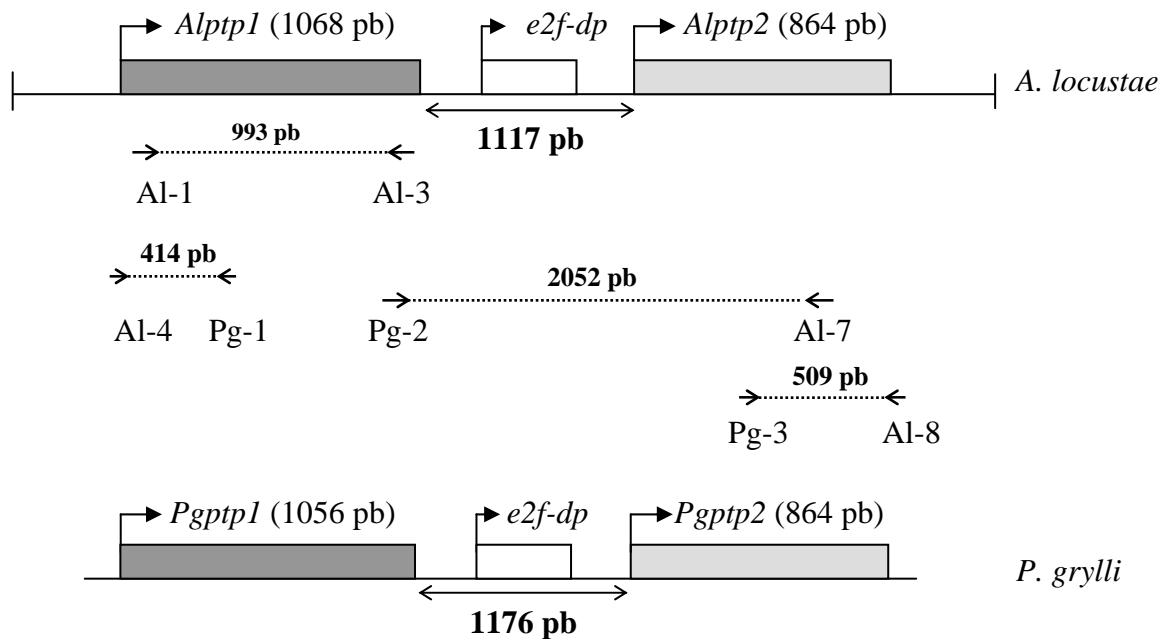 Alptp1 (1068 pb) e2f-dp Alptp2 (864 pb)
A. locustae
993 pb 1117 pb
Al-1 Al-3
414 pb 2052 pb
Al-4 Pg-1 Pg-2 Al-7
509 pb
Pg-3 Al-8
Pgptp1 (1056 pb) e2f-dp Pgptp2 (864 pb)
P. grylli
1176 pb